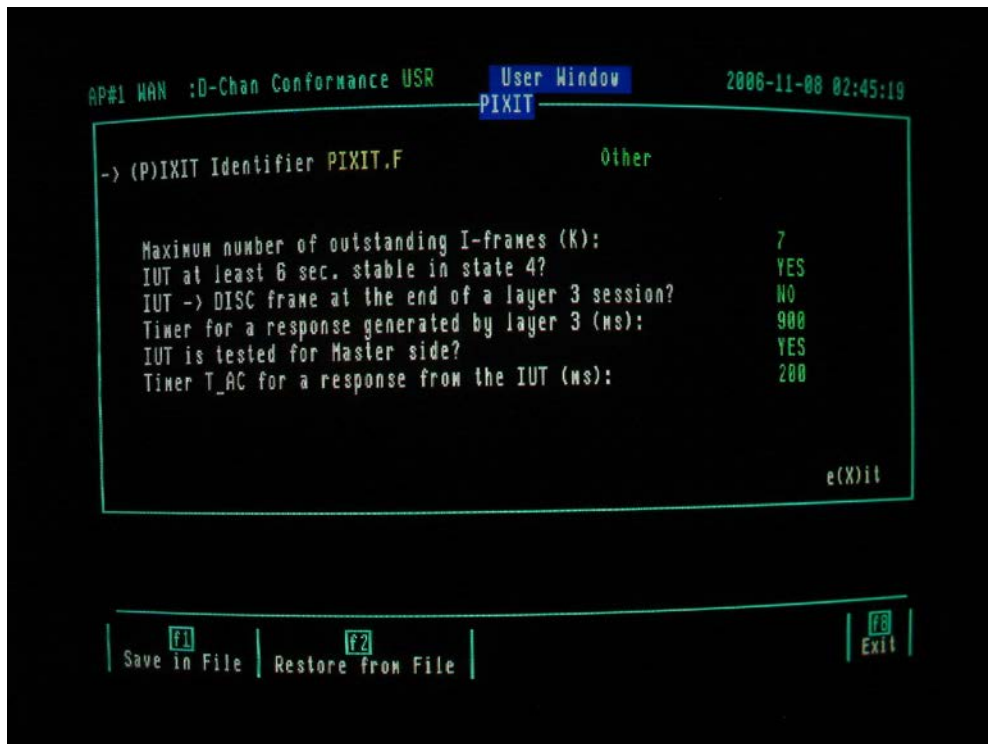 AP#1 WAN :D-Chan Conformance USR User Window 2006-11-08 02:45:19
PIXIT
-> (P)IXIT Identifier PIXIT.F Other
Maximum number of outstanding I-frames (K): 7
IUT at least 6 sec. stable in state 4? YES
IUT -> DISC frame at the end of a layer 3 session? NO
Timer for a response generated by layer 3 (ms): 900
IUT is tested for Master side? YES
Timer T_AC for a response from the IUT (ms): 200
e(X)it
f1 f2 f8
Save in File Restore from File Exit